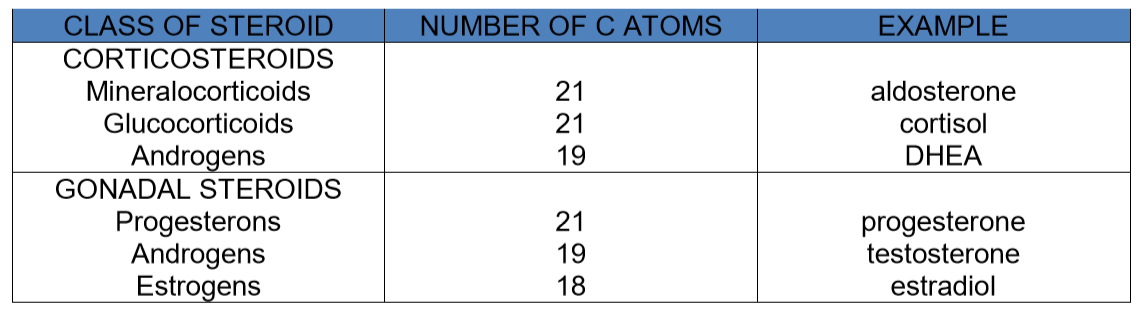 CLASS OF STEROID NUMBER OF C ATOMS EXAMPLE
CORTICOSTEROIDS
Mineralocorticoids 21 aldosterone
Glucocorticoids 21 cortisol
Androgens 19 DHEA
GONADAL STEROIDS
Progesterons 21 progesterone
Androgens 19 testosterone
Estrogens 18 estradiol